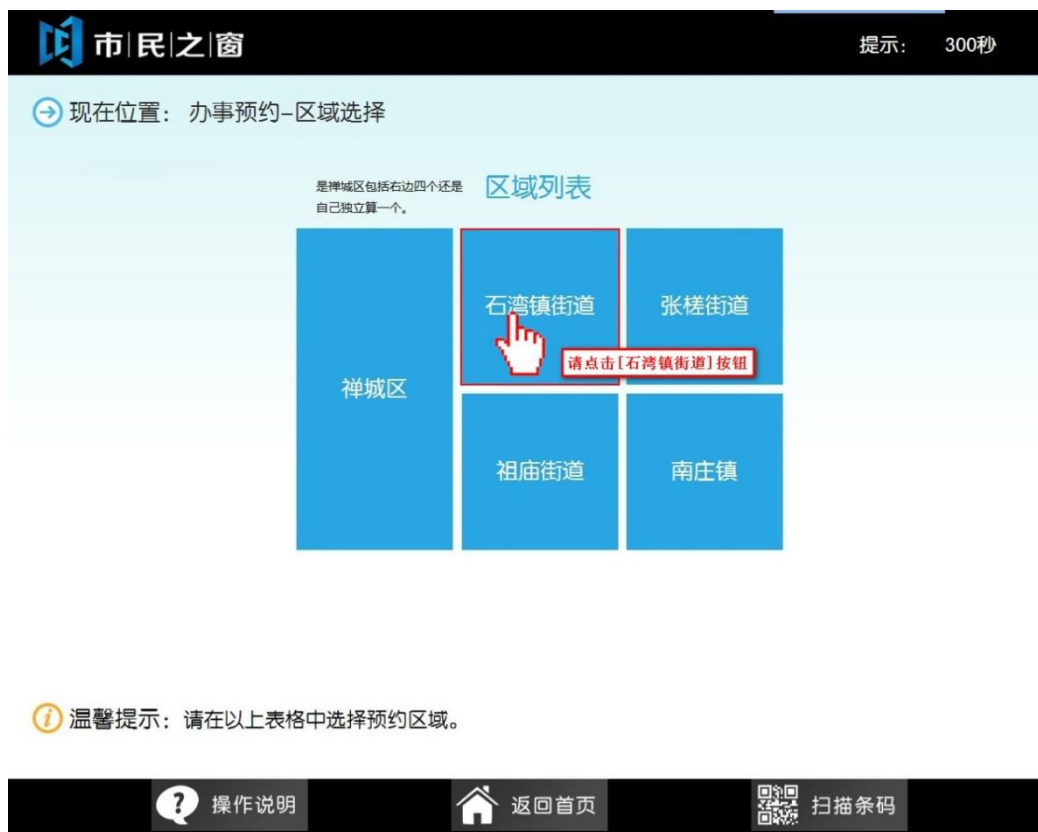 市|民|之|窗
提示: 300秒
现在位置: 办事预约-区域选择
是禅城区包括右边四个还是
自己独立算一个。
区域列表
禅城区
石湾镇街道
张槎街道
请点击[石湾镇街道]按钮
祖庙街道
南庄镇
温馨提示: 请在以上表格中选择预约区域。
操作说明
返回首页
扫描条码